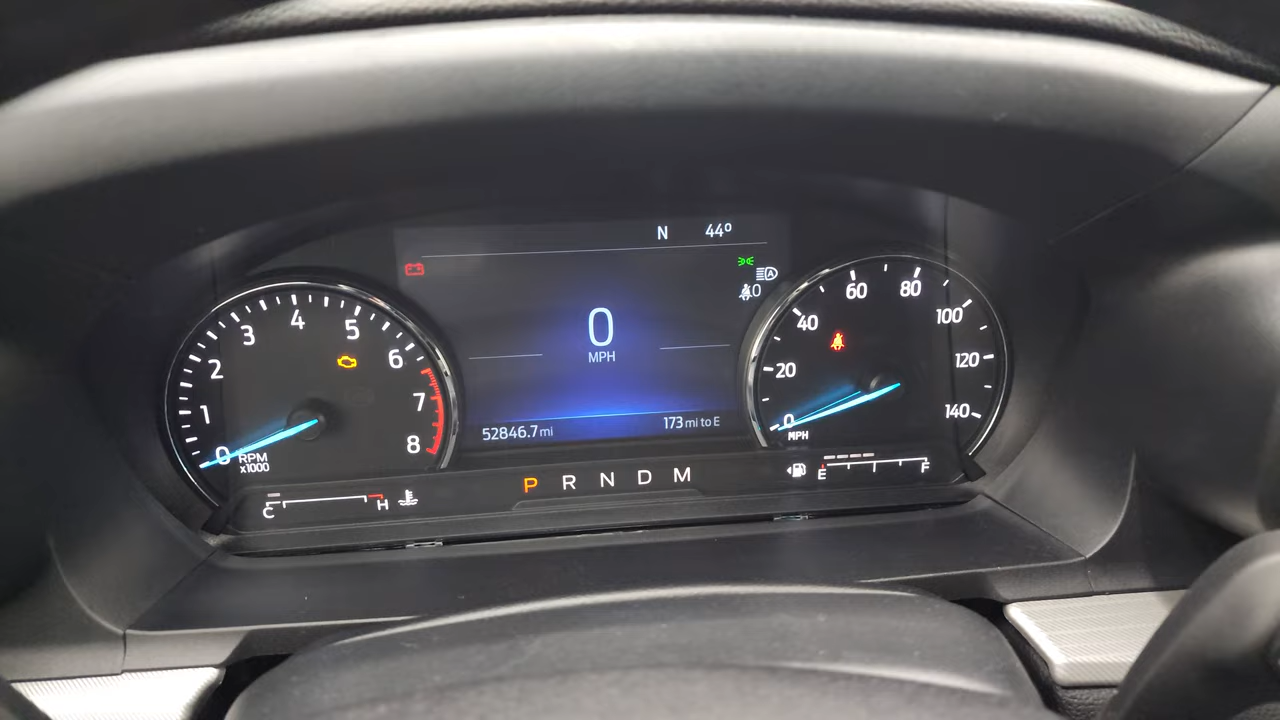 N 44°
0
MPH
52846.7 mi 173 mi to E
0 1 2 3 4 5 6 7 8
RPM
x1000
C H
P R N D M
0 20 40 60 80 100 120 140
MPH
E F
A